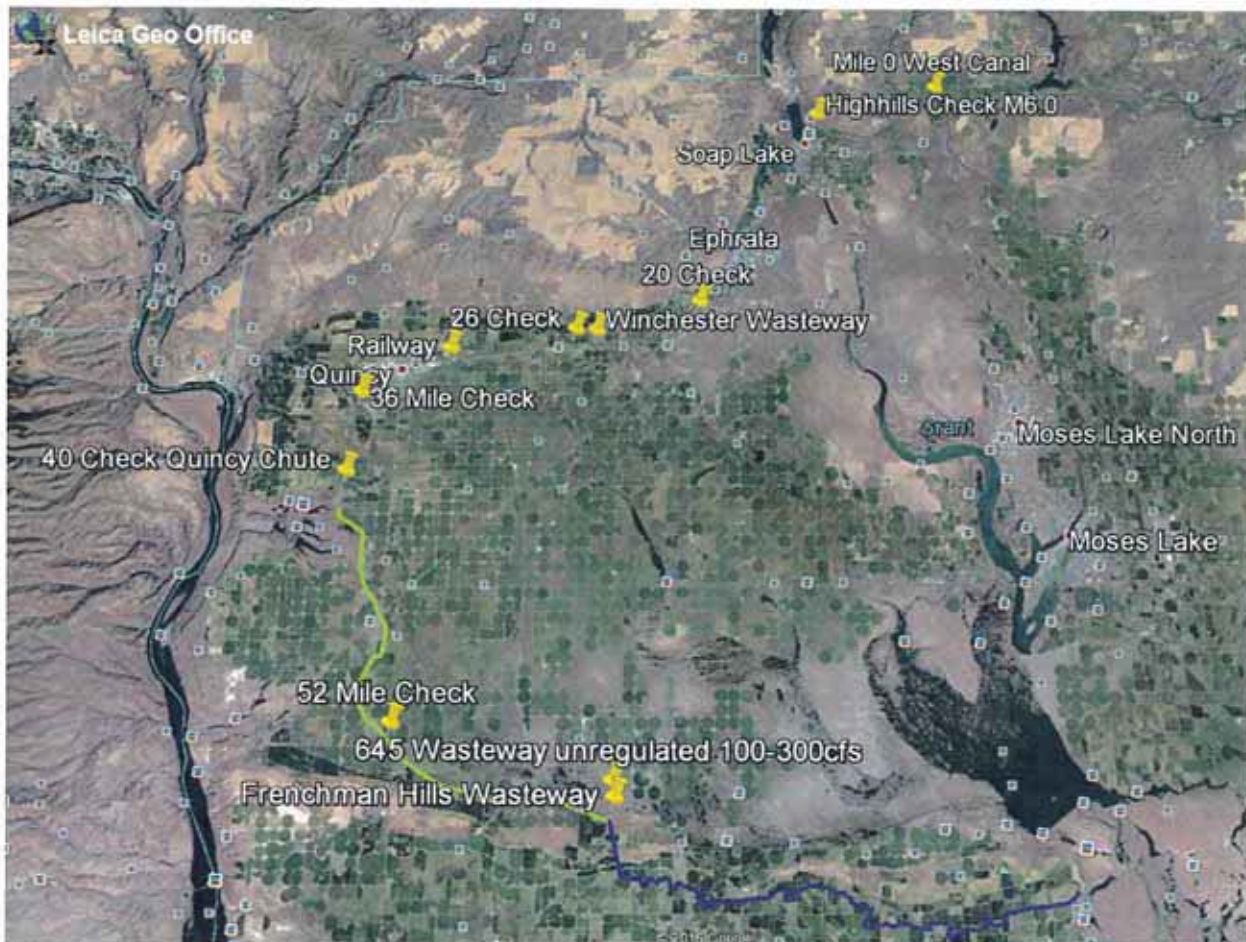 Leica Geo Office
Mile 0 West Canal
Highhills Check M6.0
Soap Lake
Ephrata
20 Check
26 Check
Winchester Wasteway
Railway
Quincy
36 Mile Check
Grant
Moses Lake North
40 Check Quincy Chute
Moses Lake
52 Mile Check
645 Wasteway unregulated 100-300cfs
Frenchman Hills Wasteway